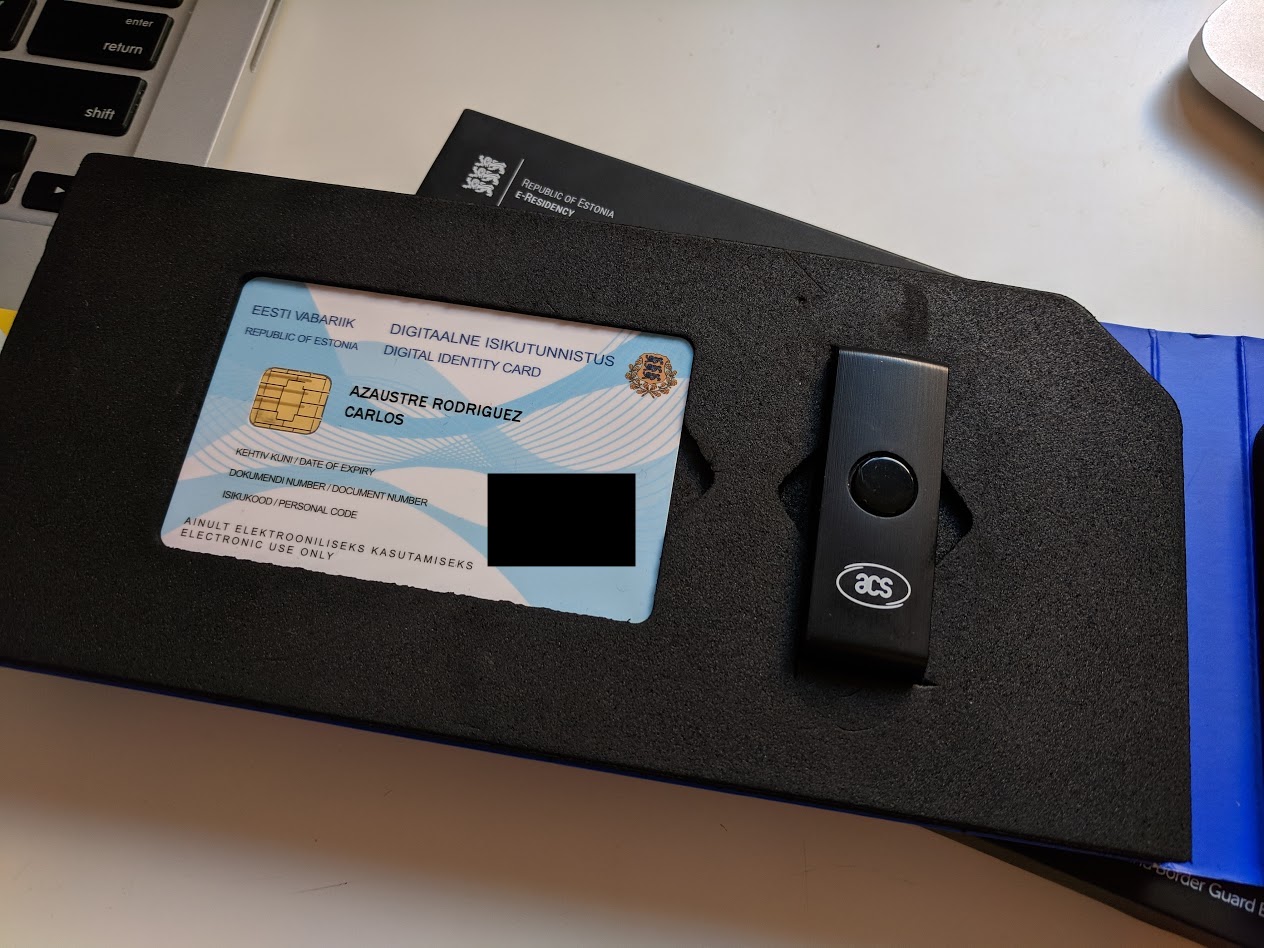 enter
return
shift
REPUBLIC OF ESTONIA
E-RESIDENCY
EESTI VABARIIK
REPUBLIC OF ESTONIA
DIGITAALNE ISIKUTUNNISTUS
DIGITAL IDENTITY CARD
AZAUSTRE RODRIGUEZ
CARLOS
KEHTIV KUNI / DATE OF EXPIRY
DOKUMENDI NUMBER / DOCUMENT NUMBER
ISIKUKOOD / PERSONAL CODE
AINULT ELEKTROONILISEKS KASUTAMISEKS
ELECTRONIC USE ONLY
acs
Border Guard